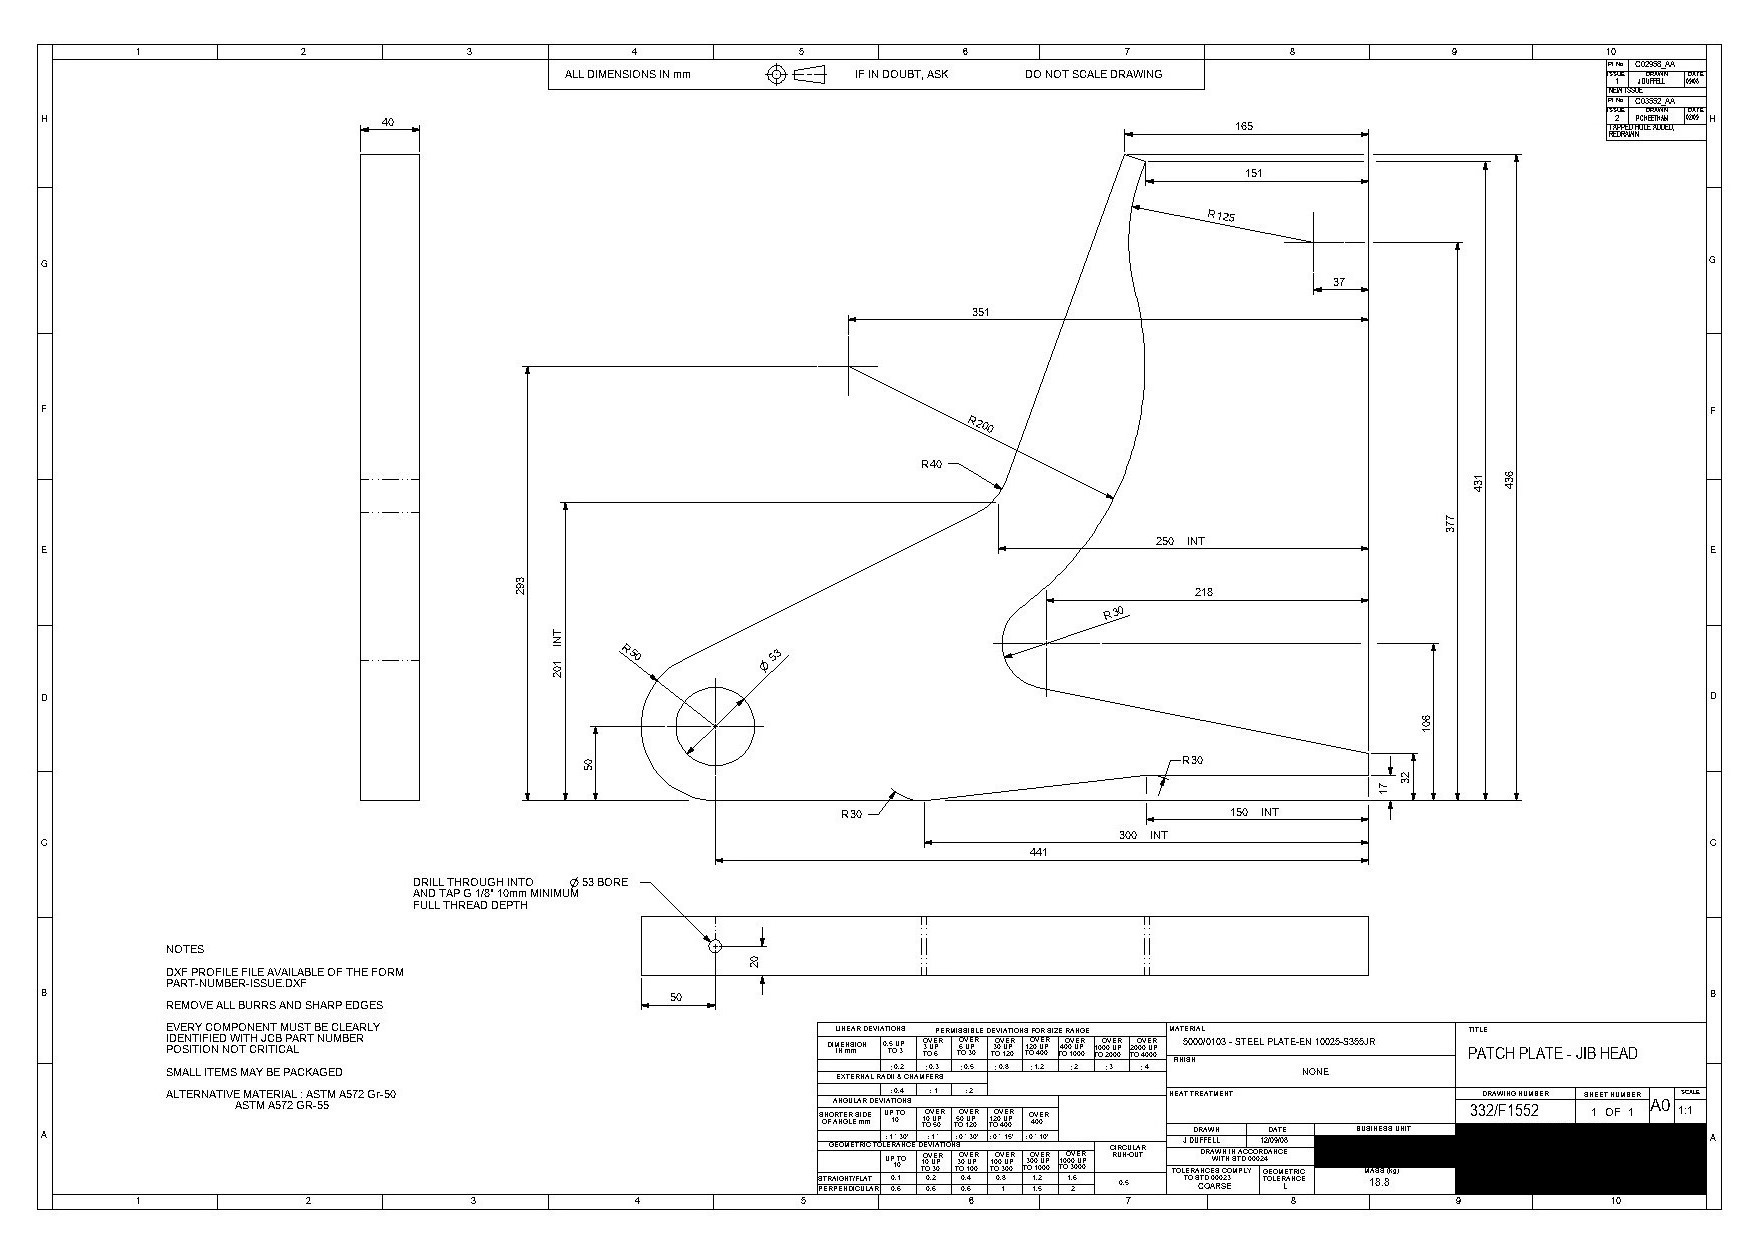 1 2 3 4 5 6 7 8 9 10
ALL DIMENSIONS IN mm
IF IN DOUBT, ASK
DO NOT SCALE DRAWING
PI No C02958_AA
ISSUE DRAWN DATE
1 J DUFFELL 09/08
NEW ISSUE
PI No C03552_AA
ISSUE DRAWN DATE
2 P CHEETHAM 02/09
TAPPED HOLE ADDED,
REDRAWN
H
G
F
E
D
C
B
A
H
G
F
E
D
C
B
A
40
165
151
R125
37
351
R200
R40
431
436
377
250 INT
293
218
R30
201 INT
R50
Ø 53
106
50
R30
32
17
R30
150 INT
300 INT
441
DRILL THROUGH INTO Ø 53 BORE
AND TAP G 1/8" 10mm MINIMUM
FULL THREAD DEPTH
20
50
NOTES
DXF PROFILE FILE AVAILABLE OF THE FORM
PART-NUMBER-ISSUE.DXF
REMOVE ALL BURRS AND SHARP EDGES
EVERY COMPONENT MUST BE CLEARLY
IDENTIFIED WITH JCB PART NUMBER
POSITION NOT CRITICAL
SMALL ITEMS MAY BE PACKAGED
ALTERNATIVE MATERIAL : ASTM A572 Gr-50
ASTM A572 GR-55
LINEAR DEVIATIONS PERMISSIBLE DEVIATIONS FOR SIZE RANGE
DIMENSION IN mm
0.5 UP TO 3
OVER 3 UP TO 6
OVER 6 UP TO 30
OVER 30 UP TO 120
OVER 120 UP TO 400
OVER 400 UP TO 1000
OVER 1000 UP TO 2000
OVER 2000 UP TO 4000
: 0.2 : 0.3 : 0.5 : 0.8 : 1.2 : 2 : 3 : 4
EXTERNAL RADII & CHAMFERS
: 0.4 : 1 : 2
ANGULAR DEVIATIONS
SHORTER SIDE OF ANGLE mm
UP TO 10
OVER 10 UP TO 50
OVER 50 UP TO 120
OVER 120 UP TO 400
OVER 400
: 1° 30' : 1° : 0° 30' : 0° 15' : 0° 10'
GEOMETRIC TOLERANCE DEVIATIONS
UP TO 10
OVER 10 UP TO 30
OVER 30 UP TO 100
OVER 100 UP TO 300
OVER 300 UP TO 1000
OVER 1000 UP TO 3000
CIRCULAR RUN-OUT
STRAIGHT/FLAT 0.1 0.2 0.4 0.8 1.2 1.6
PERPENDICULAR 0.6 0.6 0.6 1 1.5 2
0.5
MATERIAL
5000/0103 - STEEL PLATE-EN 10025-S355JR
FINISH
NONE
HEAT TREATMENT
DRAWN
J DUFFELL
DATE
12/09/08
DRAWN IN ACCORDANCE
WITH STD 00024
TOLERANCES COMPLY
TO STD 00023
COARSE
GEOMETRIC
TOLERANCE
L
BUSINESS UNIT
MASS (kg)
18.8
TITLE
PATCH PLATE - JIB HEAD
DRAWING NUMBER
332/F1552
SHEET NUMBER
1 OF 1
A0
SCALE
1:1
1 2 3 4 5 6 7 8 9 10